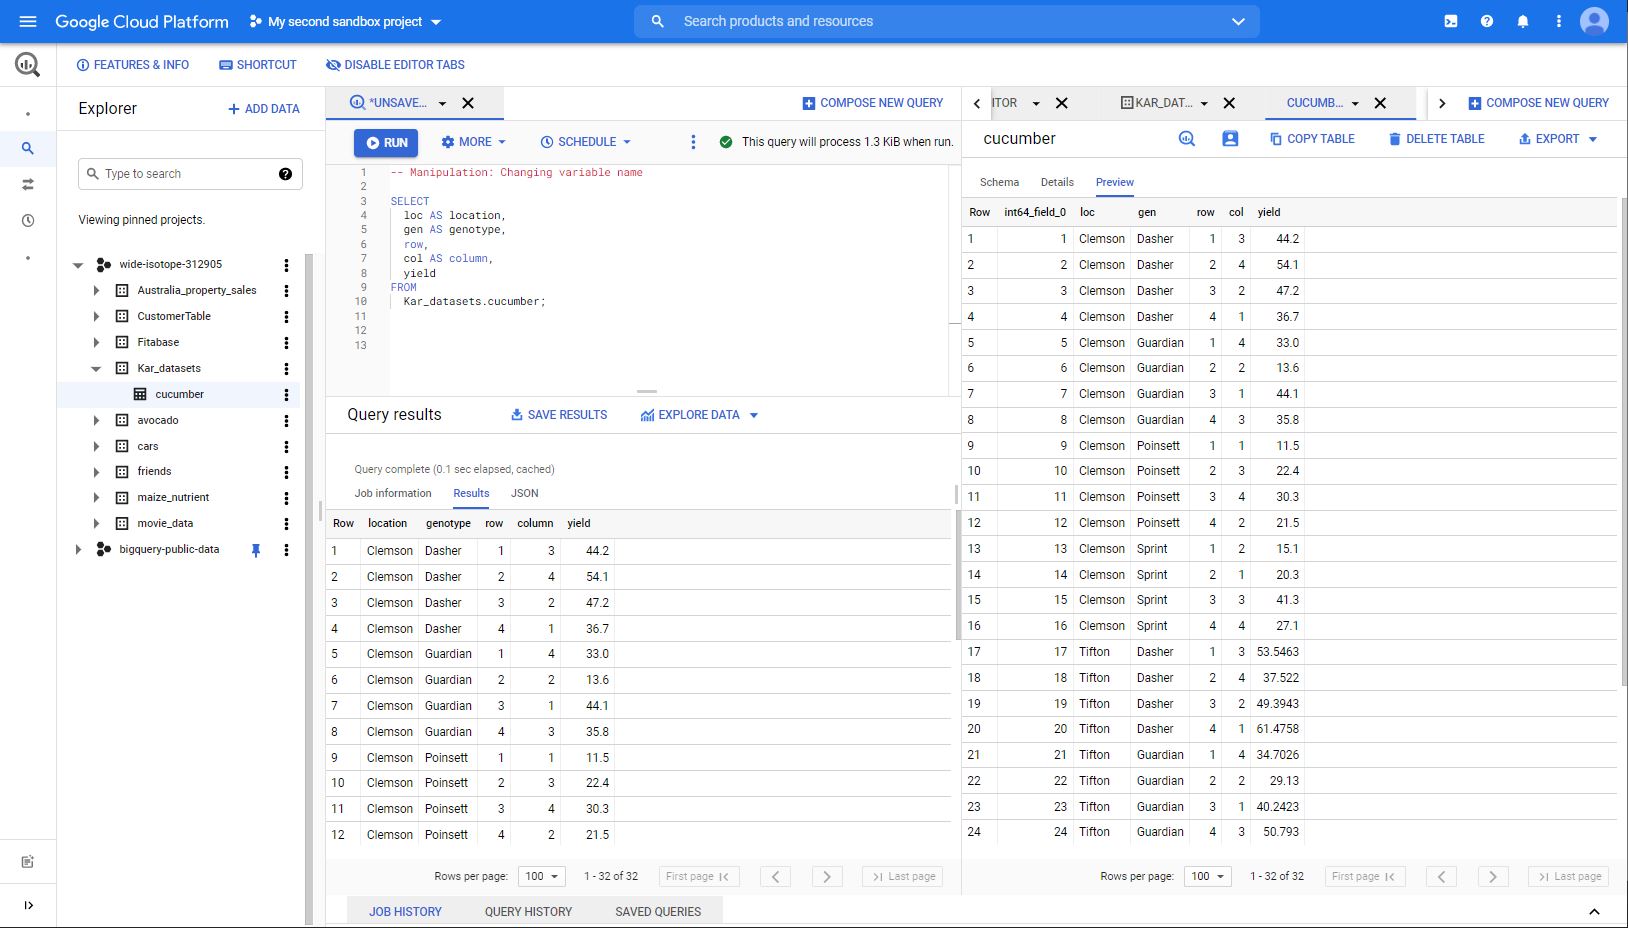 Google Cloud Platform My second sandbox project Search products and resources
FEATURES & INFO SHORTCUT DISABLE EDITOR TABS
Explorer + ADD DATA
Type to search
Viewing pinned projects.
wide-isotope-312905
Australia_property_sales
CustomerTable
Fitabase
Kar_datasets
cucumber
avocado
cars
friends
maize_nutrient
movie_data
bigquery-public-data
*UNSAVE... COMPOSE NEW QUERY
RUN MORE SCHEDULE This query will process 1.3 KiB when run.
1 -- Manipulation: Changing variable name
2
3 SELECT
4 loc AS location,
5 gen AS genotype,
6 row,
7 col AS column,
8 yield
9 FROM
10 Kar_datasets.cucumber;
11
12
13
Query results SAVE RESULTS EXPLORE DATA
Query complete (0.1 sec elapsed, cached)
Job information Results JSON
Row location genotype row column yield
1 Clemson Dasher 1 3 44.2
2 Clemson Dasher 2 4 54.1
3 Clemson Dasher 3 2 47.2
4 Clemson Dasher 4 1 36.7
5 Clemson Guardian 1 4 33.0
6 Clemson Guardian 2 2 13.6
7 Clemson Guardian 3 1 44.1
8 Clemson Guardian 4 3 35.8
9 Clemson Poinsett 1 1 11.5
10 Clemson Poinsett 2 3 22.4
11 Clemson Poinsett 3 4 30.3
12 Clemson Poinsett 4 2 21.5
Rows per page: 100 1 - 32 of 32 First page Last page
JOB HISTORY QUERY HISTORY SAVED QUERIES
ITOR KAR_DAT... CUCUMB... COMPOSE NEW QUERY
cucumber COPY TABLE DELETE TABLE EXPORT
Schema Details Preview
Row int64_field_0 loc gen row col yield
1 1 Clemson Dasher 1 3 44.2
2 2 Clemson Dasher 2 4 54.1
3 3 Clemson Dasher 3 2 47.2
4 4 Clemson Dasher 4 1 36.7
5 5 Clemson Guardian 1 4 33.0
6 6 Clemson Guardian 2 2 13.6
7 7 Clemson Guardian 3 1 44.1
8 8 Clemson Guardian 4 3 35.8
9 9 Clemson Poinsett 1 1 11.5
10 10 Clemson Poinsett 2 3 22.4
11 11 Clemson Poinsett 3 4 30.3
12 12 Clemson Poinsett 4 2 21.5
13 13 Clemson Sprint 1 2 15.1
14 14 Clemson Sprint 2 1 20.3
15 15 Clemson Sprint 3 3 41.3
16 16 Clemson Sprint 4 4 27.1
17 17 Tifton Dasher 1 3 53.5463
18 18 Tifton Dasher 2 4 37.522
19 19 Tifton Dasher 3 2 49.3943
20 20 Tifton Dasher 4 1 61.4758
21 21 Tifton Guardian 1 4 34.7026
22 22 Tifton Guardian 2 2 29.13
23 23 Tifton Guardian 3 1 40.2423
24 24 Tifton Guardian 4 3 50.793
Rows per page: 100 1 - 32 of 32 First page Last page